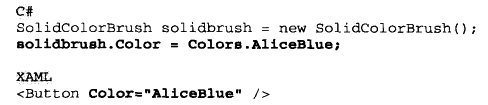 C#
SolidColorBrush solidbrush = new SolidColorBrush();
solidbrush.Color = Colors.AliceBlue;
XAML
<Button Color="AliceBlue" />